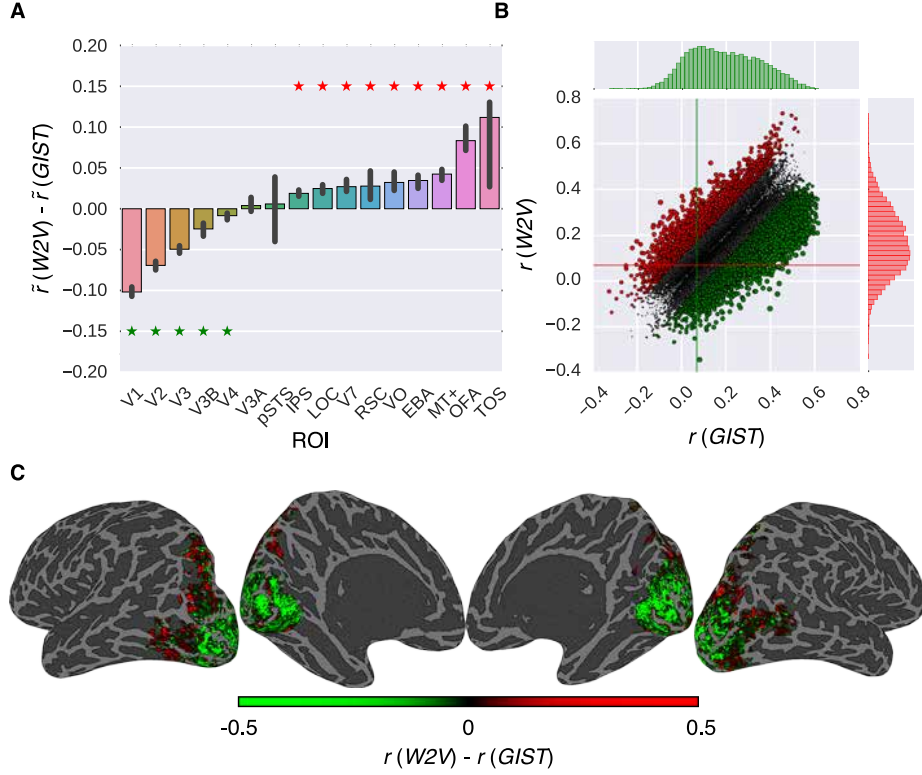 A
B
r̃ (W2V) - r̃ (GIST)
0.20
0.15
0.10
0.05
0.00
−0.05
−0.10
−0.15
−0.20
V1 V2 V3 V3B V4 V3A pSTS IPS LOC V7 RSC VO EBA MT+ OFA TOS
ROI
r (W2V)
0.8
0.6
0.4
0.2
0.0
−0.2
−0.4
−0.4 −0.2 0.0 0.2 0.4 0.6 0.8
r (GIST)
C
-0.5 0 0.5
r (W2V) - r (GIST)